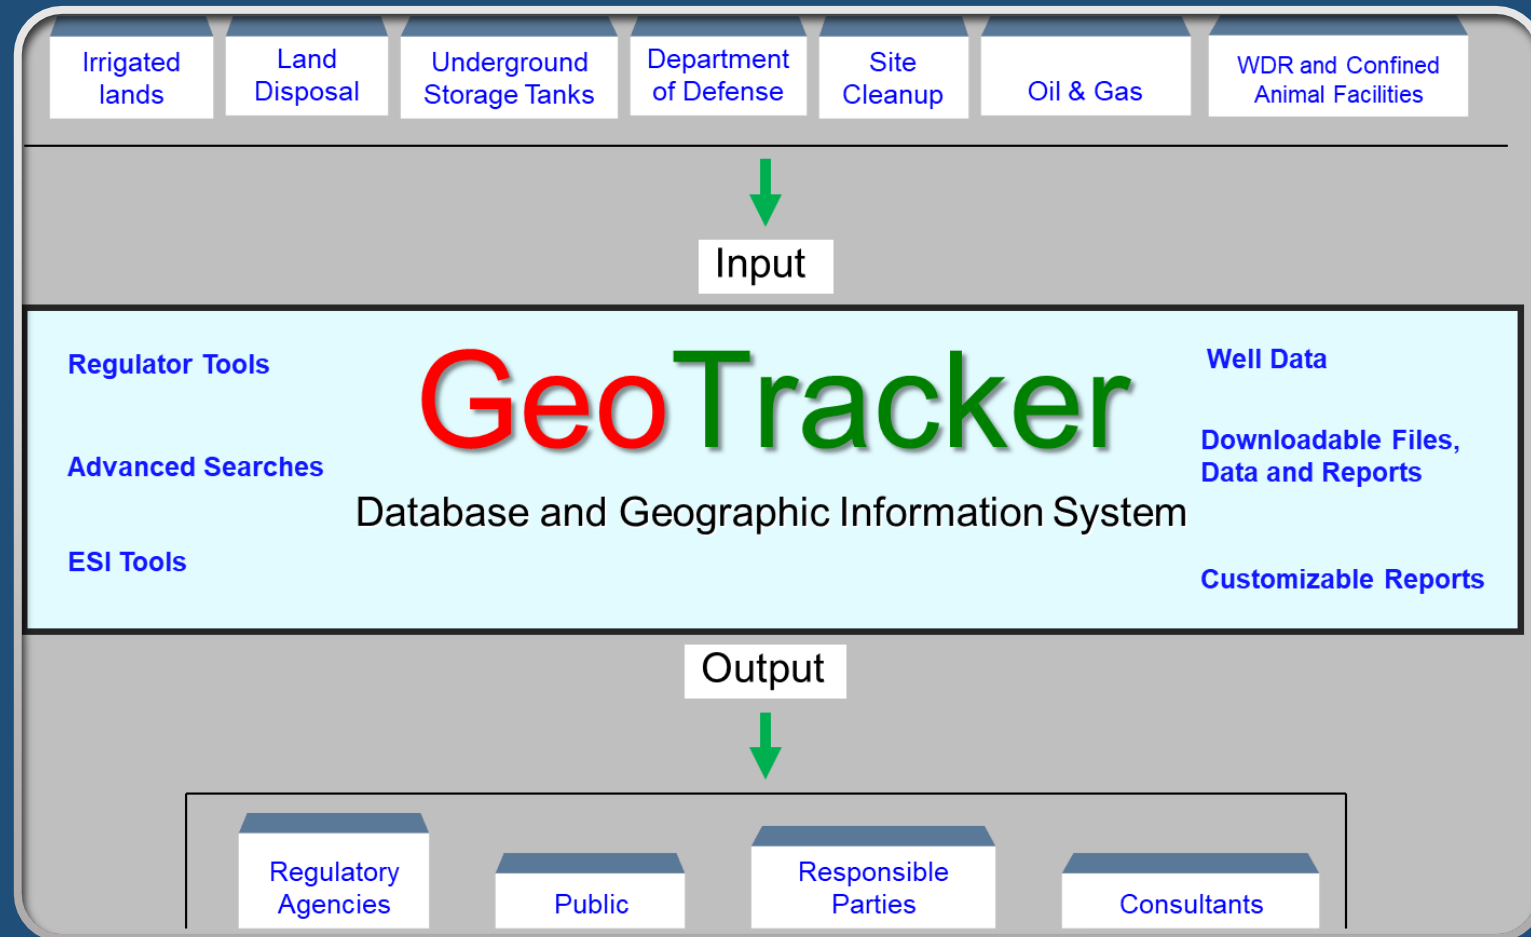 Irrigated
lands
Land
Disposal
Underground
Storage Tanks
Department
of Defense
Site
Cleanup
Oil & Gas
WDR and Confined
Animal Facilities
Input
Regulator Tools
Advanced Searches
ESI Tools
GeoTracker
Database and Geographic Information System
Well Data
Downloadable Files,
Data and Reports
Customizable Reports
Output
Regulatory
Agencies
Public
Responsible
Parties
Consultants